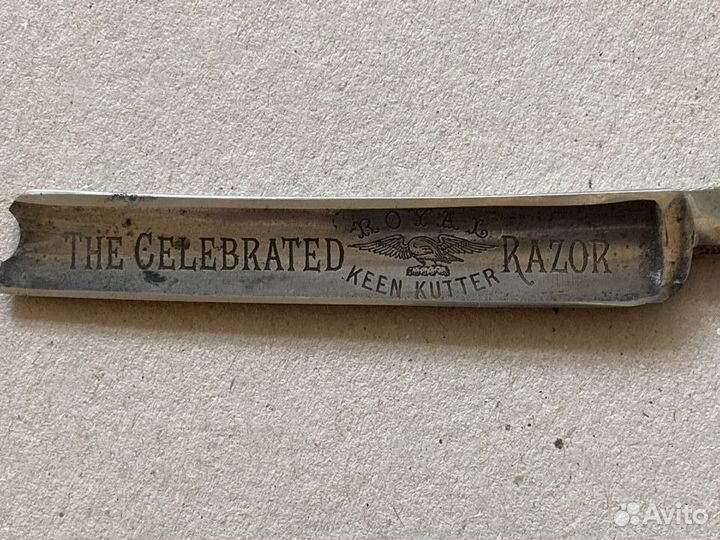 THE CELEBRATED ROYAL KEEN KUTTER RAZOR
Avito